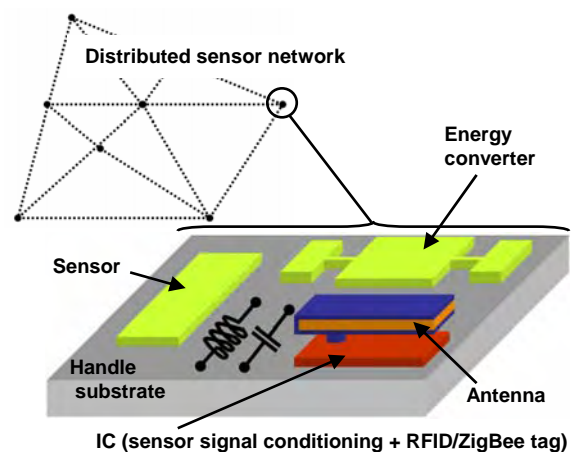 Distributed sensor network
Energy
converter
Sensor
Handle
substrate
Antenna
IC (sensor signal conditioning + RFID/ZigBee tag)